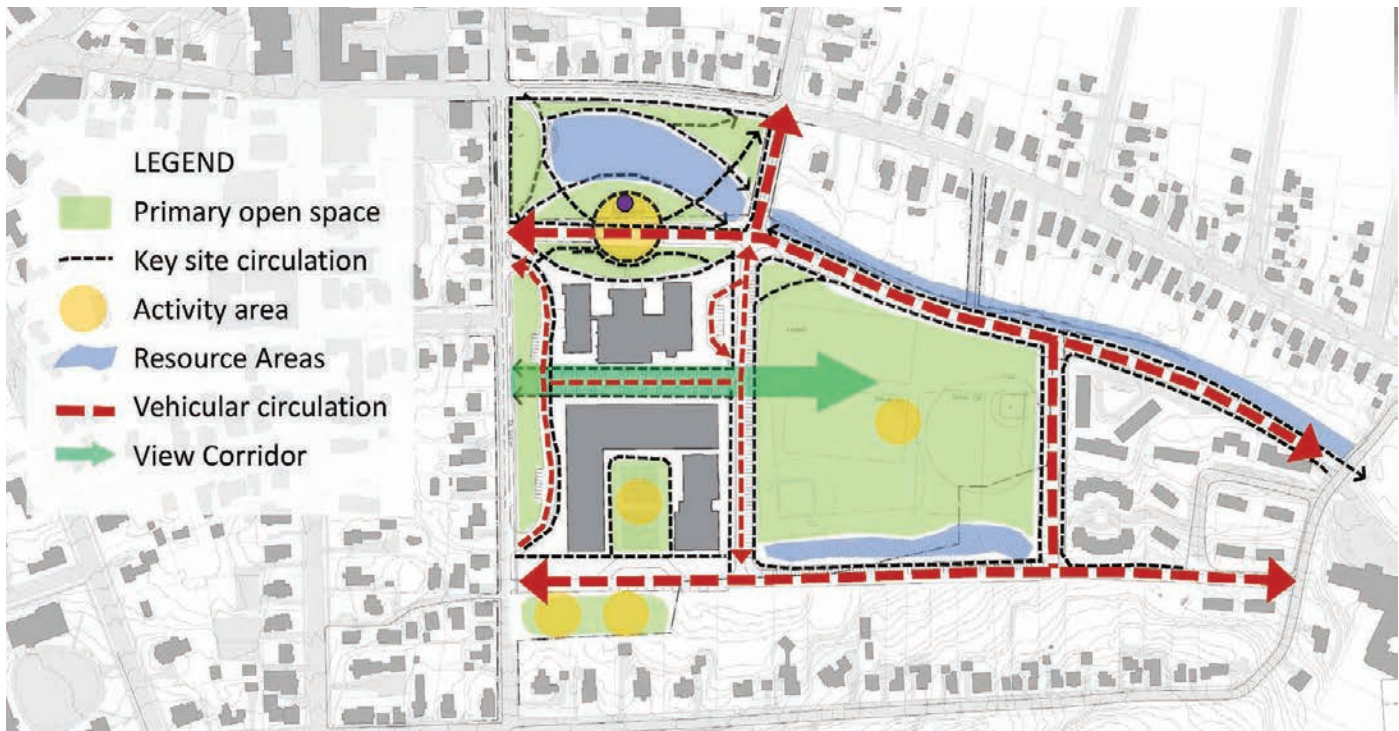 LEGEND
Primary open space
Key site circulation
Activity area
Resource Areas
Vehicular circulation
View Corridor